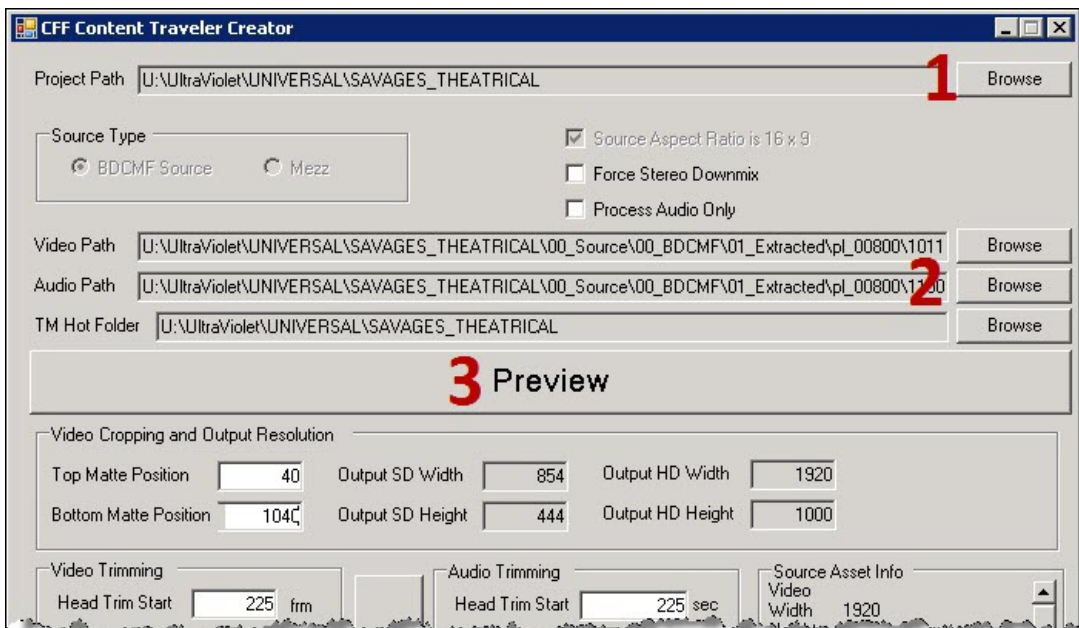 CFF Content Traveler Creator
Project Path U:\UltraViolet\UNIVERSAL\SAVAGES_THEATRICAL 1 Browse
Source Type
BDCMF Source Mezz
Source Aspect Ratio is 16 x 9
Force Stereo Downmix
Process Audio Only
Video Path U:\UltraViolet\UNIVERSAL\SAVAGES_THEATRICAL\00_Source\00_BDCMF\01_Extracted\pl_00800\1011 Browse
2
Audio Path U:\UltraViolet\UNIVERSAL\SAVAGES_THEATRICAL\00_Source\00_BDCMF\01_Extracted\pl_00800\1100 Browse
TM Hot Folder U:\UltraViolet\UNIVERSAL\SAVAGES_THEATRICAL Browse
3 Preview
Video Cropping and Output Resolution
Top Matte Position 40 Output SD Width 854 Output HD Width 1920
Bottom Matte Position 1040 Output SD Height 444 Output HD Height 1000
Video Trimming
Head Trim Start 225 frm
Audio Trimming
Head Trim Start 225 sec
Source Asset Info
Video
Width 1920